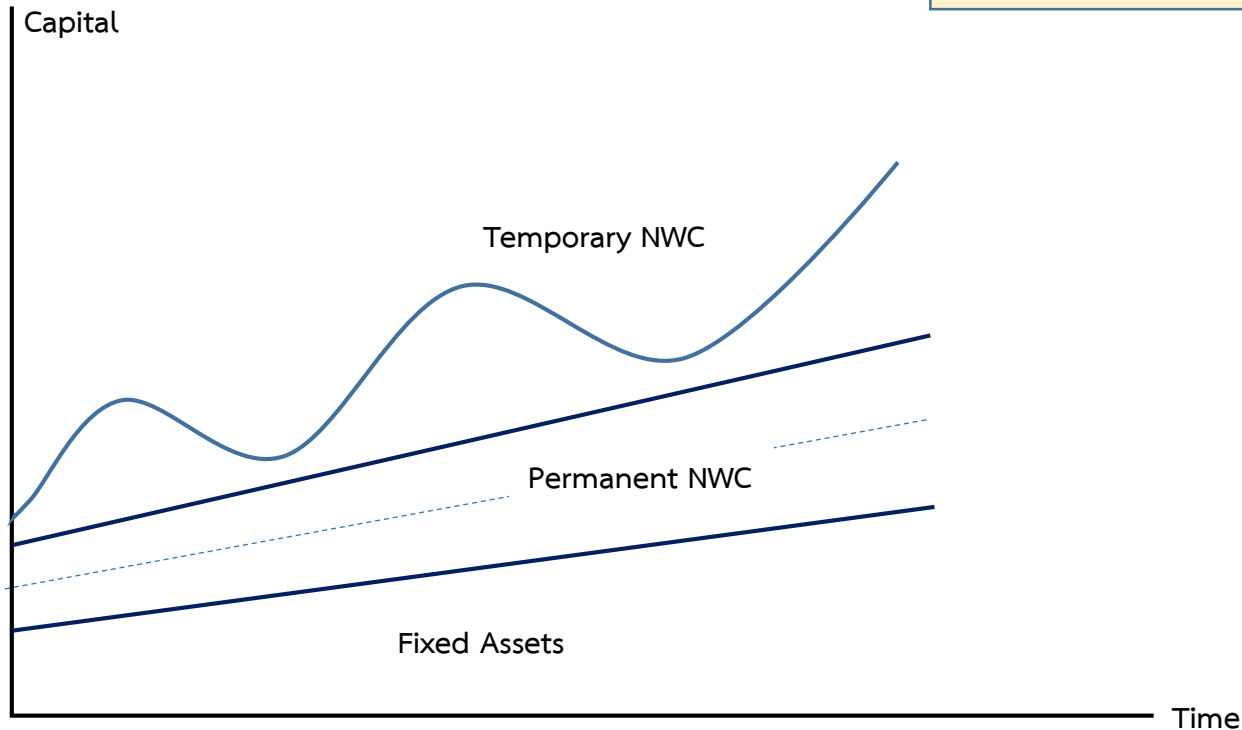 Capital
Temporary NWC
Permanent NWC
Fixed Assets
Time